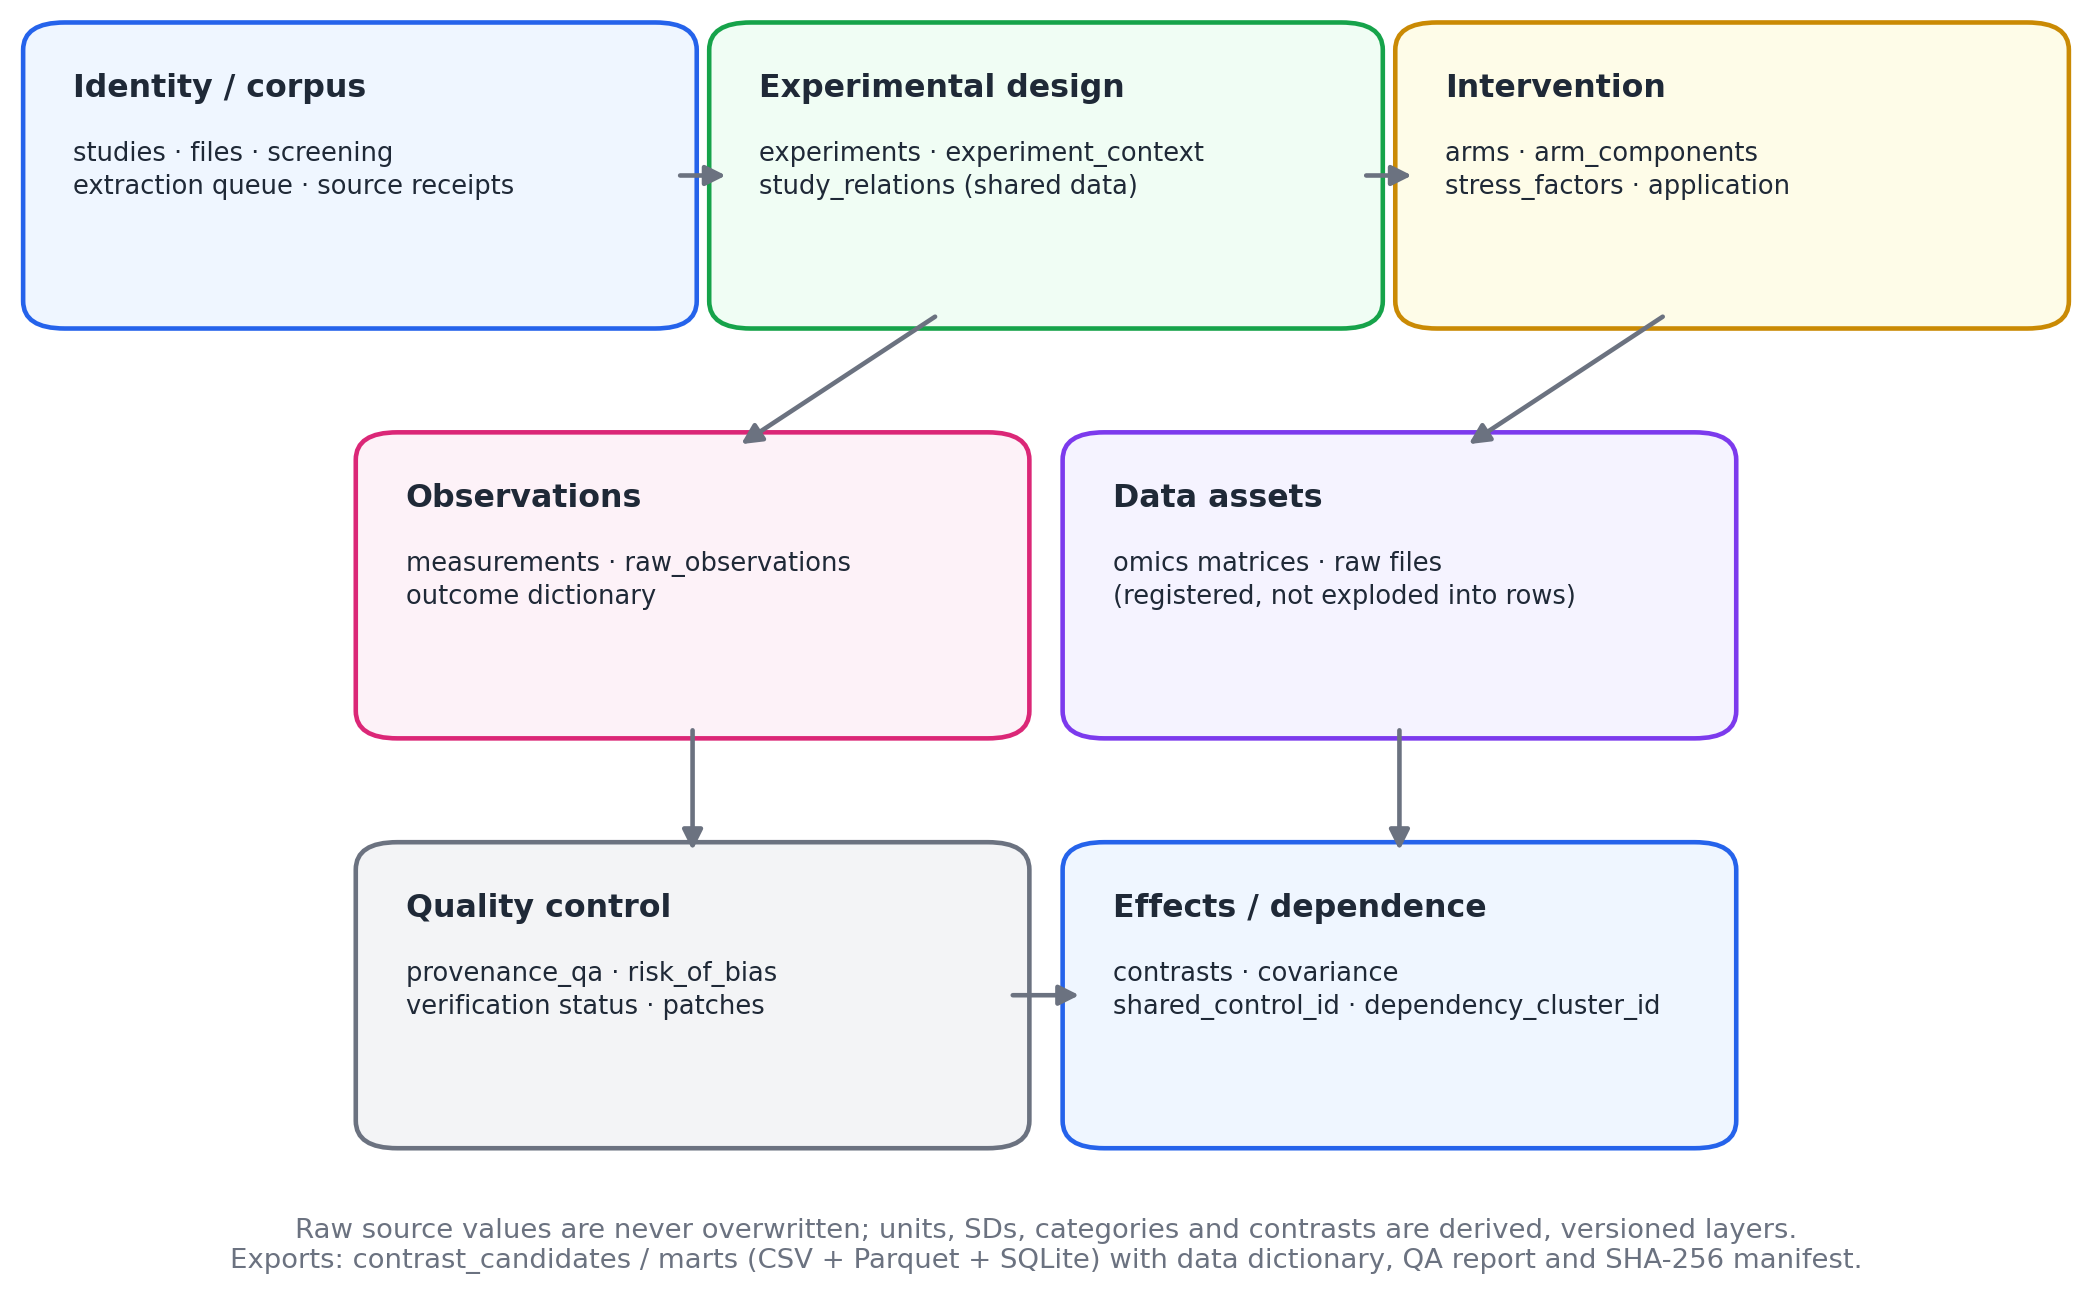 Identity / corpus
studies · files · screening
extraction queue · source receipts
Experimental design
experiments · experiment_context
study_relations (shared data)
Intervention
arms · arm_components
stress_factors · application
Observations
measurements · raw_observations
outcome dictionary
Data assets
omics matrices · raw files
(registered, not exploded into rows)
Quality control
provenance_qa · risk_of_bias
verification status · patches
Effects / dependence
contrasts · covariance
shared_control_id · dependency_cluster_id
Raw source values are never overwritten; units, SDs, categories and contrasts are derived, versioned layers.
Exports: contrast_candidates / marts (CSV + Parquet + SQLite) with data dictionary, QA report and SHA-256 manifest.